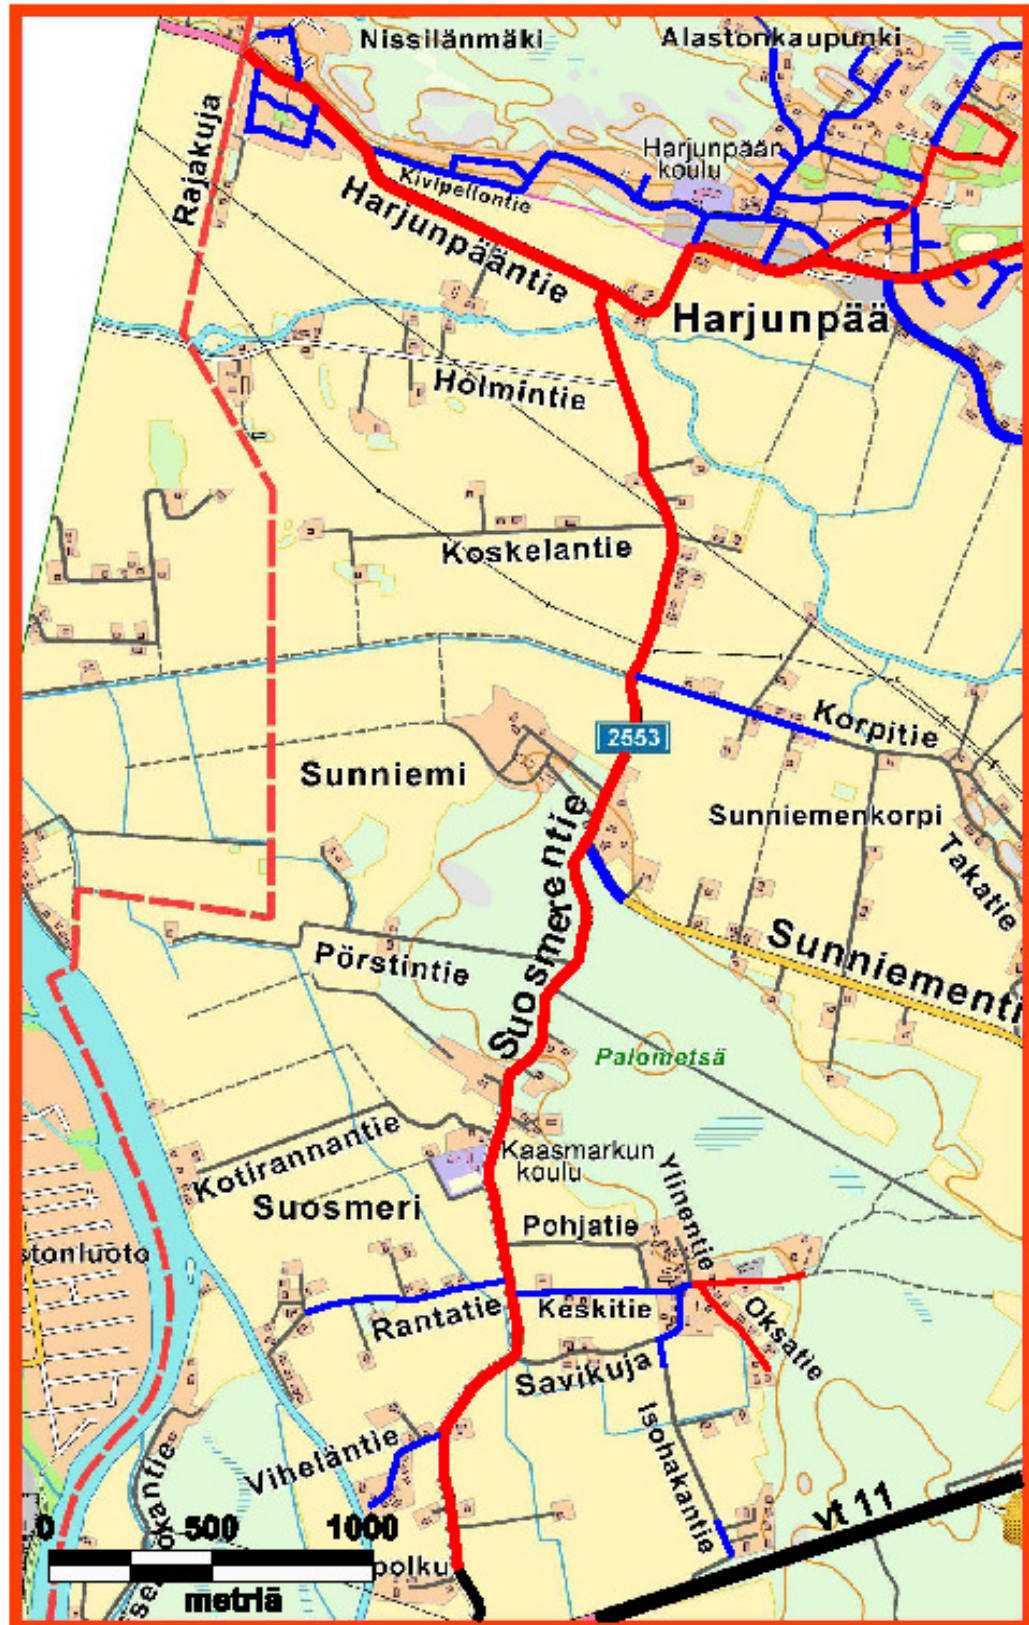 Nissilänmäki
Alastonkaupunki
Harjunpään
koulu
Rajakuja
Kivipellontie
Harjunpääntie
Harjunpää
Holmintie
Koskelantie
Korpitie
2553
Sunniemi
Sunniemenkorpi
Takatie
Suosmerentie
Sunniementi
Pörstintie
Palometsä
Kotirannantie
Kaasmarkun
koulu
Suosmeri
Pohjatie
Ylinentie
stonluoto
Rantatie
Keskitie
Oksatie
Savikuja
Isohakantie
Viheläntie
vt 11
0 500 1000
metriä
polku